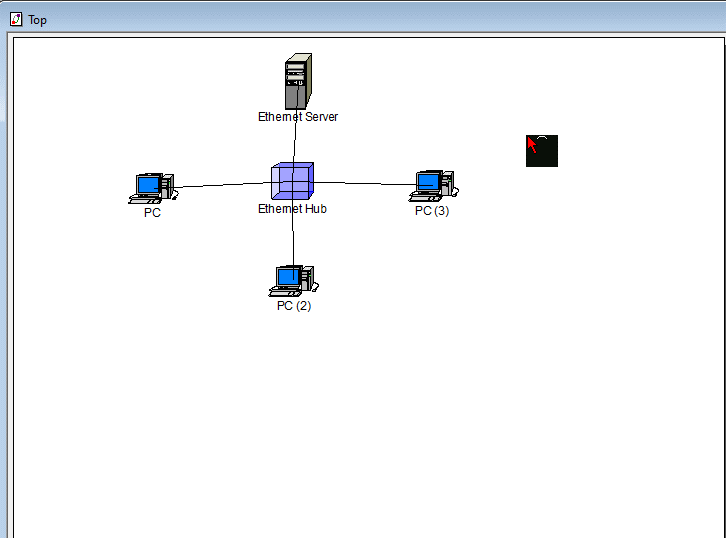 Top
Ethernet Server
PC
Ethernet Hub
PC (3)
PC (2)